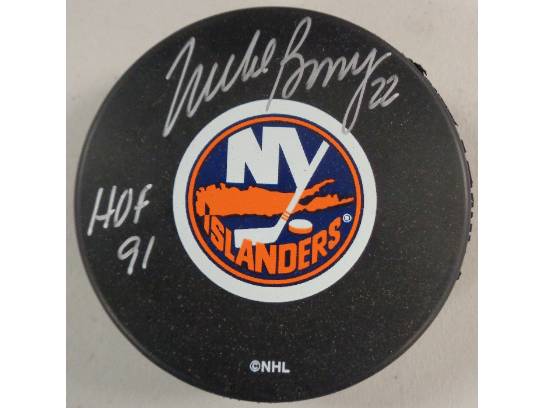 Mike Bossy 22
HOF
91
NY
ISLANDERS®
©NHL